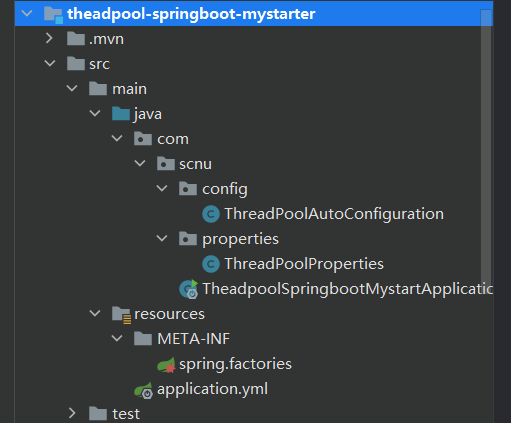 theadpool-springboot-mystarter
.mvn
src
main
java
com
scnu
config
ThreadPoolAutoConfiguration
properties
ThreadPoolProperties
TheadpoolSpringbootMystartApplicatic
resources
META-INF
spring.factories
application.yml
test